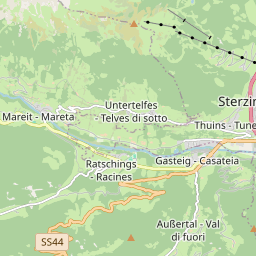 Untertelfes
- Telves di sotto
Sterzin
Mareit - Mareta
Thuins - Tune
Ratschings
- Racines
Gasteig - Casateia
Außertal - Val
di fuori
SS44